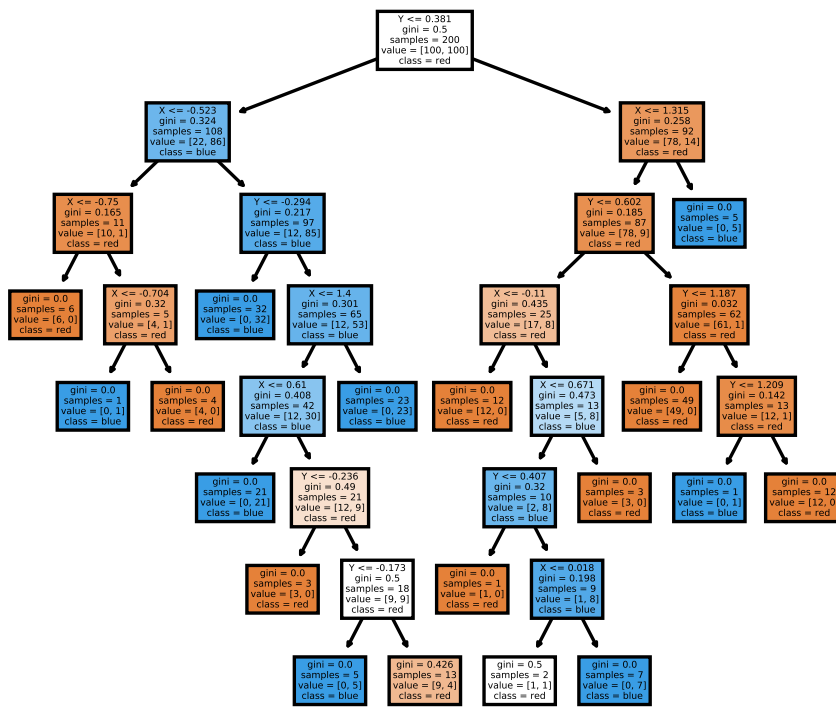 Y <= 0.381
gini = 0.5
samples = 200
value = [100, 100]
class = red
X <= -0.523
gini = 0.324
samples = 108
value = [22, 86]
class = blue
X <= 1.315
gini = 0.258
samples = 92
value = [78, 14]
class = red
X <= -0.75
gini = 0.165
samples = 11
value = [10, 1]
class = red
Y <= -0.294
gini = 0.217
samples = 97
value = [12, 85]
class = blue
Y <= 0.602
gini = 0.185
samples = 87
value = [78, 9]
class = red
gini = 0.0
samples = 5
value = [0, 5]
class = blue
gini = 0.0
samples = 6
value = [6, 0]
class = red
X <= -0.704
gini = 0.32
samples = 5
value = [4, 1]
class = red
gini = 0.0
samples = 32
value = [0, 32]
class = blue
X <= 1.4
gini = 0.301
samples = 65
value = [12, 53]
class = blue
X <= -0.11
gini = 0.435
samples = 25
value = [17, 8]
class = red
Y <= 1.187
gini = 0.032
samples = 62
value = [61, 1]
class = red
gini = 0.0
samples = 1
value = [0, 1]
class = blue
gini = 0.0
samples = 4
value = [4, 0]
class = red
X <= 0.61
gini = 0.408
samples = 42
value = [12, 30]
class = blue
gini = 0.0
samples = 23
value = [0, 23]
class = blue
gini = 0.0
samples = 12
value = [12, 0]
class = red
X <= 0.671
gini = 0.473
samples = 13
value = [5, 8]
class = blue
gini = 0.0
samples = 49
value = [49, 0]
class = red
Y <= 1.209
gini = 0.142
samples = 13
value = [12, 1]
class = red
gini = 0.0
samples = 21
value = [0, 21]
class = blue
Y <= -0.236
gini = 0.49
samples = 21
value = [12, 9]
class = red
Y <= 0.407
gini = 0.32
samples = 10
value = [2, 8]
class = blue
gini = 0.0
samples = 3
value = [3, 0]
class = red
gini = 0.0
samples = 1
value = [0, 1]
class = blue
gini = 0.0
samples = 12
value = [12, 0
class = red
gini = 0.0
samples = 3
value = [3, 0]
class = red
Y <= -0.173
gini = 0.5
samples = 18
value = [9, 9]
class = red
gini = 0.0
samples = 1
value = [1, 0]
class = red
X <= 0.018
gini = 0.198
samples = 9
value = [1, 8]
class = blue
gini = 0.0
samples = 5
value = [0, 5]
class = blue
gini = 0.426
samples = 13
value = [9, 4]
class = red
gini = 0.5
samples = 2
value = [1, 1]
class = red
gini = 0.0
samples = 7
value = [0, 7]
class = blue